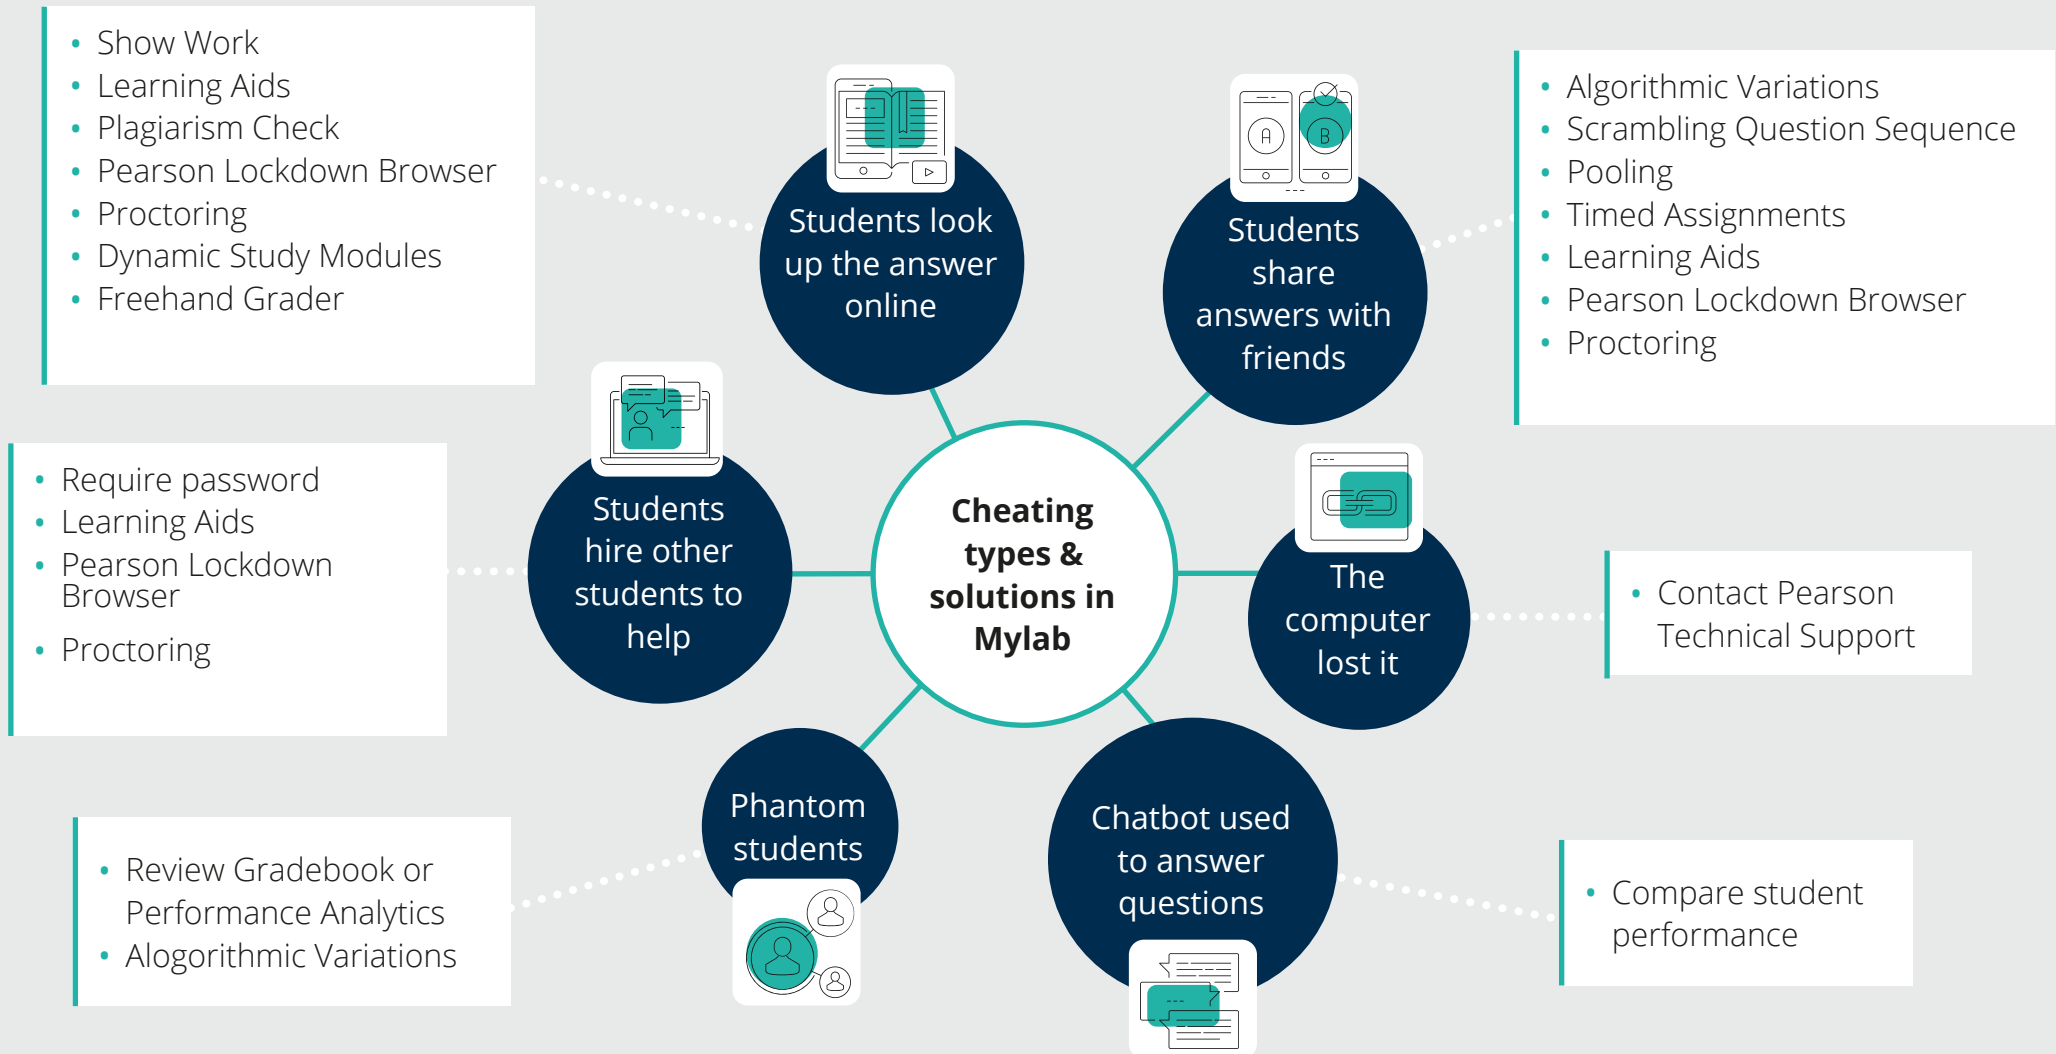 • Show Work
• Learning Aids
• Plagiarism Check
• Pearson Lockdown Browser
• Proctoring
• Dynamic Study Modules
• Freehand Grader
Students look
up the answer
online
A
B
Students
share
answers with
friends
• Algorithmic Variations
• Scrambling Question Sequence
• Pooling
• Timed Assignments
• Learning Aids
• Pearson Lockdown Browser
• Proctoring
• Require password
• Learning Aids
• Pearson Lockdown
Browser
• Proctoring
Students
hire other
students to
help
Cheating
types &
solutions in
Mylab
The
computer
lost it
• Contact Pearson
Technical Support
• Review Gradebook or
Performance Analytics
• Alogorithmic Variations
Phantom
students
Chatbot used
to answer
questions
• Compare student
performance